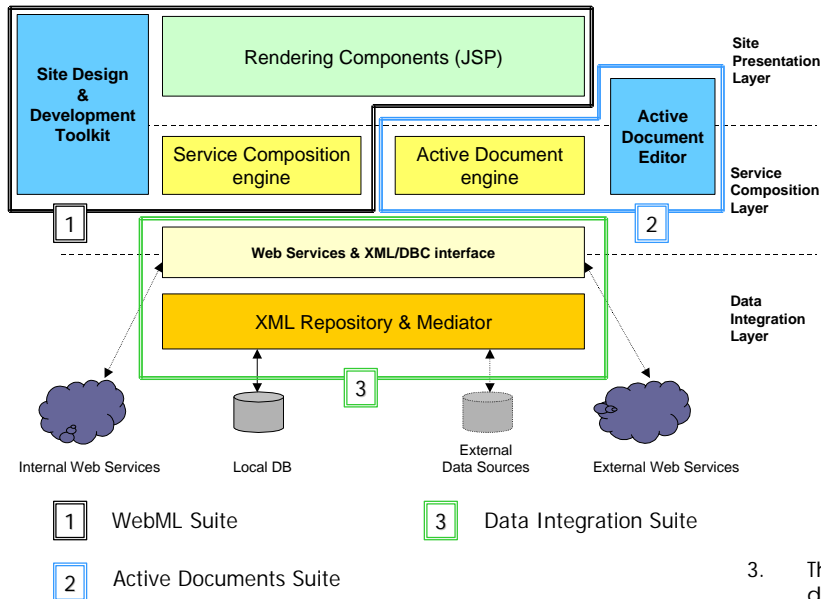 Site Design
&
Development
Toolkit
Rendering Components (JSP)
Site
Presentation
Layer
Service Composition
engine
Active Document
engine
Active
Document
Editor
Service
Composition
Layer
1
2
Web Services & XML/DBC interface
XML Repository & Mediator
Data
Integration
Layer
3
Internal Web Services
Local DB
External
Data Sources
External Web Services
1 WebML Suite
3 Data Integration Suite
2 Active Documents Suite
3. Th
d